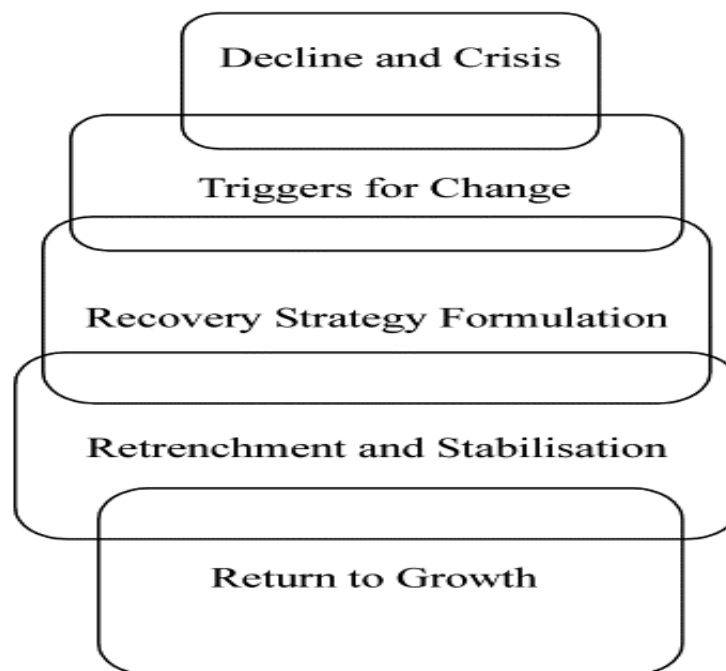 Decline and Crisis
Triggers for Change
Recovery Strategy Formulation
Retrenchment and Stabilisation
Return to Growth